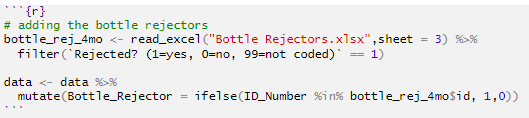 ```{r}
# adding the bottle rejectors
bottle_rej_4mo <- read_excel("Bottle Rejectors.xlsx",sheet = 3) %>%
  filter(`Rejected? (1=yes, 0=no, 99=not coded)` == 1)

data <- data %>%
  mutate(Bottle_Rejector = ifelse(ID_Number %in% bottle_rej_4mo$id, 1,0))
```